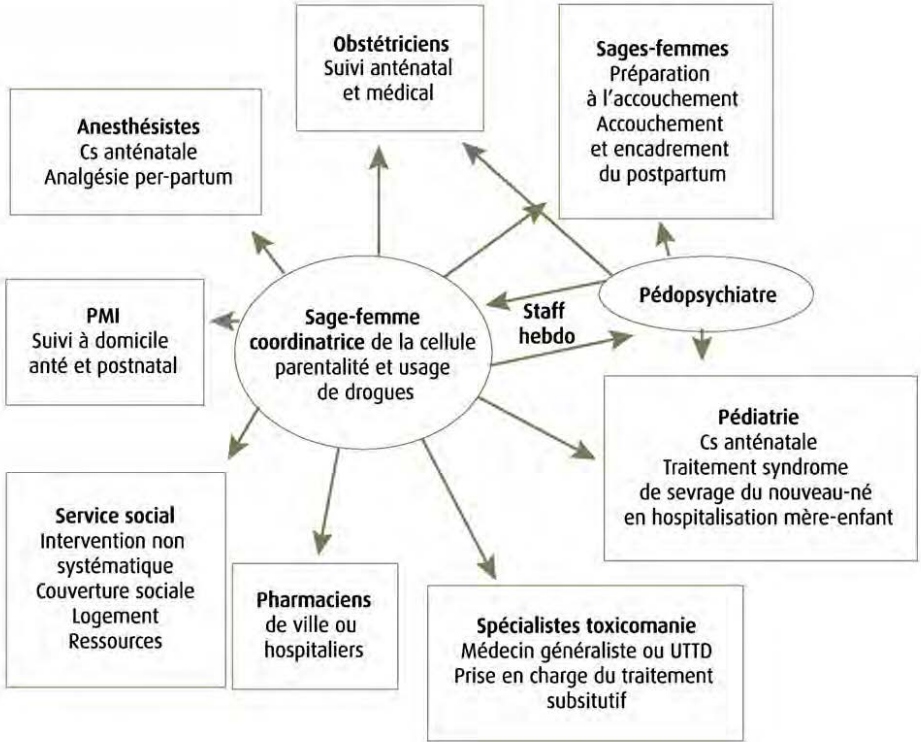 Obstétriciens
Suivi anténatal
et médical
Sages-femmes
Préparation
à l'accouchement
Accouchement
et encadrement
du postpartum
Anesthésistes
Cs anténatale
Analgésie per-partum
PMI
Suivi à domicile
anté et postnatal
Sage-femme
coordinatrice de la cellule
parentalité et usage
de drogues
Staff
hebdo
Pédopsychiatre
Pédiatrie
Cs anténatale
Traitement syndrome
de sevrage du nouveau-né
en hospitalisation mère-enfant
Service social
Intervention non
systématique
Couverture sociale
Logement
Ressources
Pharmaciens
de ville ou
hospitaliers
Spécialistes toxicomanie
Médecin généraliste ou UTTD
Prise en charge du traitement
subsitutif